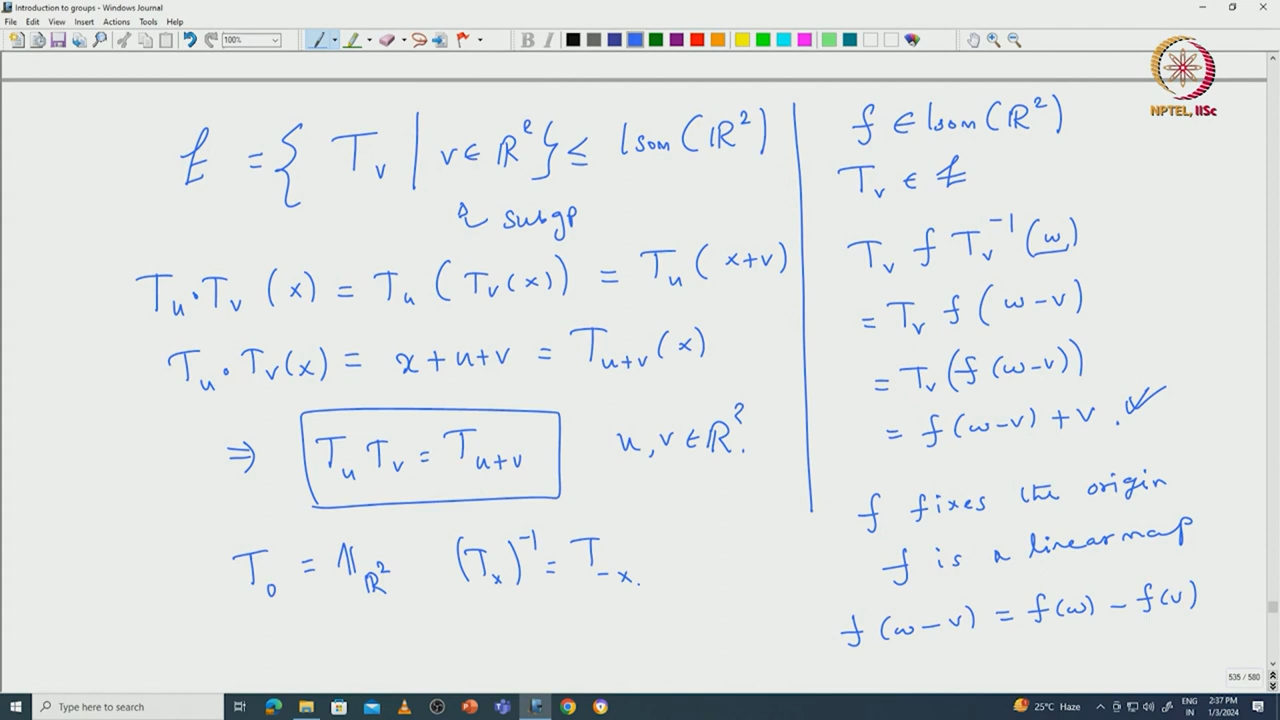 Introduction to groups - Windows Journal
File Edit View Insert Actions Tools Help
100%
NPTEL, IISc
t = { T_v | v ∈ ℝ² } ≤ Isom (ℝ²)
subgp
T_u · T_v (x) = T_u ( T_v (x) ) = T_u ( x+v )
T_u · T_v (x) = x + u + v = T_{u+v} (x)
⇒ T_u T_v = T_{u+v} u, v ∈ ℝ².
T_0 = 𝟙_{ℝ²} (T_x)^{-1} = T_{-x}.
f ∈ Isom (ℝ²)
T_v ∈ t
T_v f T_v^{-1} (w)
= T_v f ( w - v )
= T_v ( f (w-v) )
= f (w-v) + v . ✓
f fixes the origin
f is a linear map
f (w - v) = f(w) - f(v)
535 / 580
Type here to search
25°C Haze
ENG
IN
2:37 PM
1/3/2024